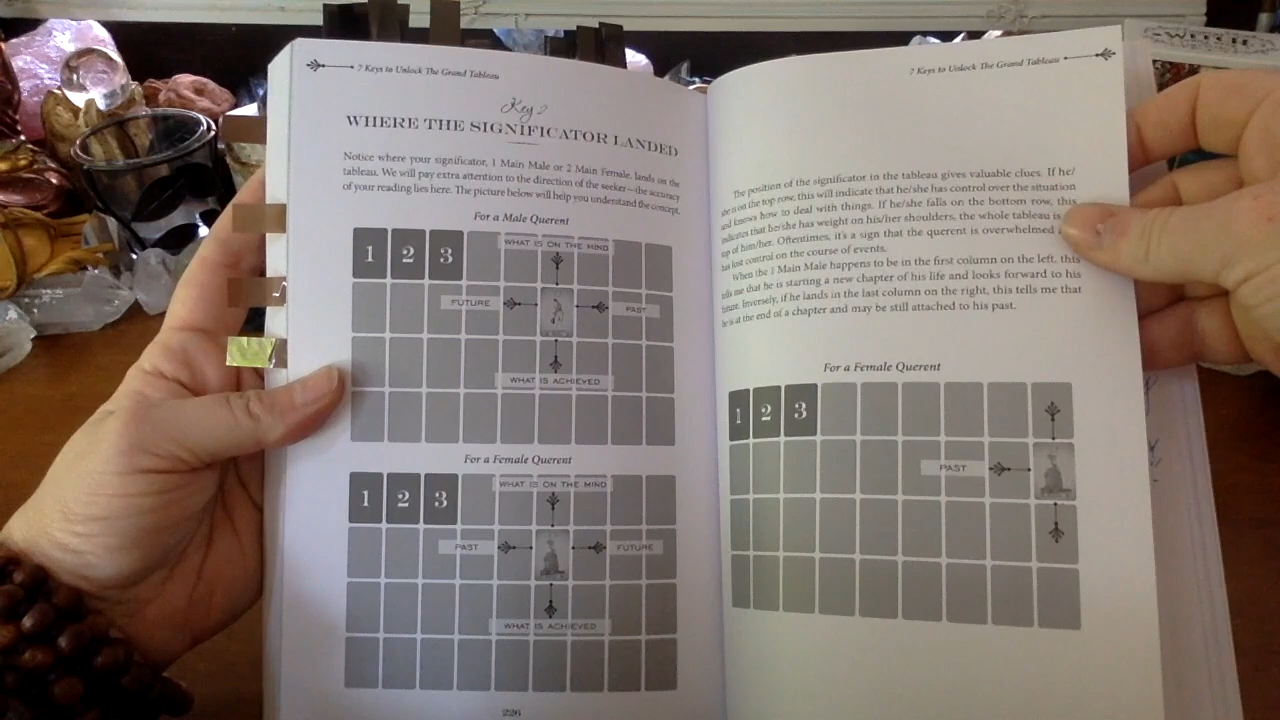 7 Keys to Unlock The Grand Tableau
Key 2
WHERE THE SIGNIFICATOR LANDED
Notice where your significator, 1 Main Male or 2 Main Female, lands on the
tableau. We will pay extra attention to the direction of the seeker—the accuracy
of your reading lies here. The picture below will help you understand the concept.
For a Male Querent
1 2 3
WHAT IS ON THE MIND
FUTURE
PAST
WHAT IS ACHIEVED
For a Female Querent
1 2 3
WHAT IS ON THE MIND
PAST
FUTURE
WHAT IS ACHIEVED
226
7 Keys to Unlock The Grand Tableau
The position of the significator in the tableau gives valuable clues. If he/
she is on the top row, this will indicate that he/she has control over the situation
and knows how to deal with things. If he/she falls on the bottom row, this
indicates that he/she has weight on his/her shoulders, the whole tableau is
top of him/her. Oftentimes, it's a sign that the querent is overwhelmed
has lost control on the course of events.
When the 1 Main Male happens to be in the first column on the left, this
tells me that he is starting a new chapter of his life and looks forward to his
future. Inversely, if he lands in the last column on the right, this tells me that
he is at the end of a chapter and may be still attached to his past.
For a Female Querent
1 2 3
PAST
WITCH